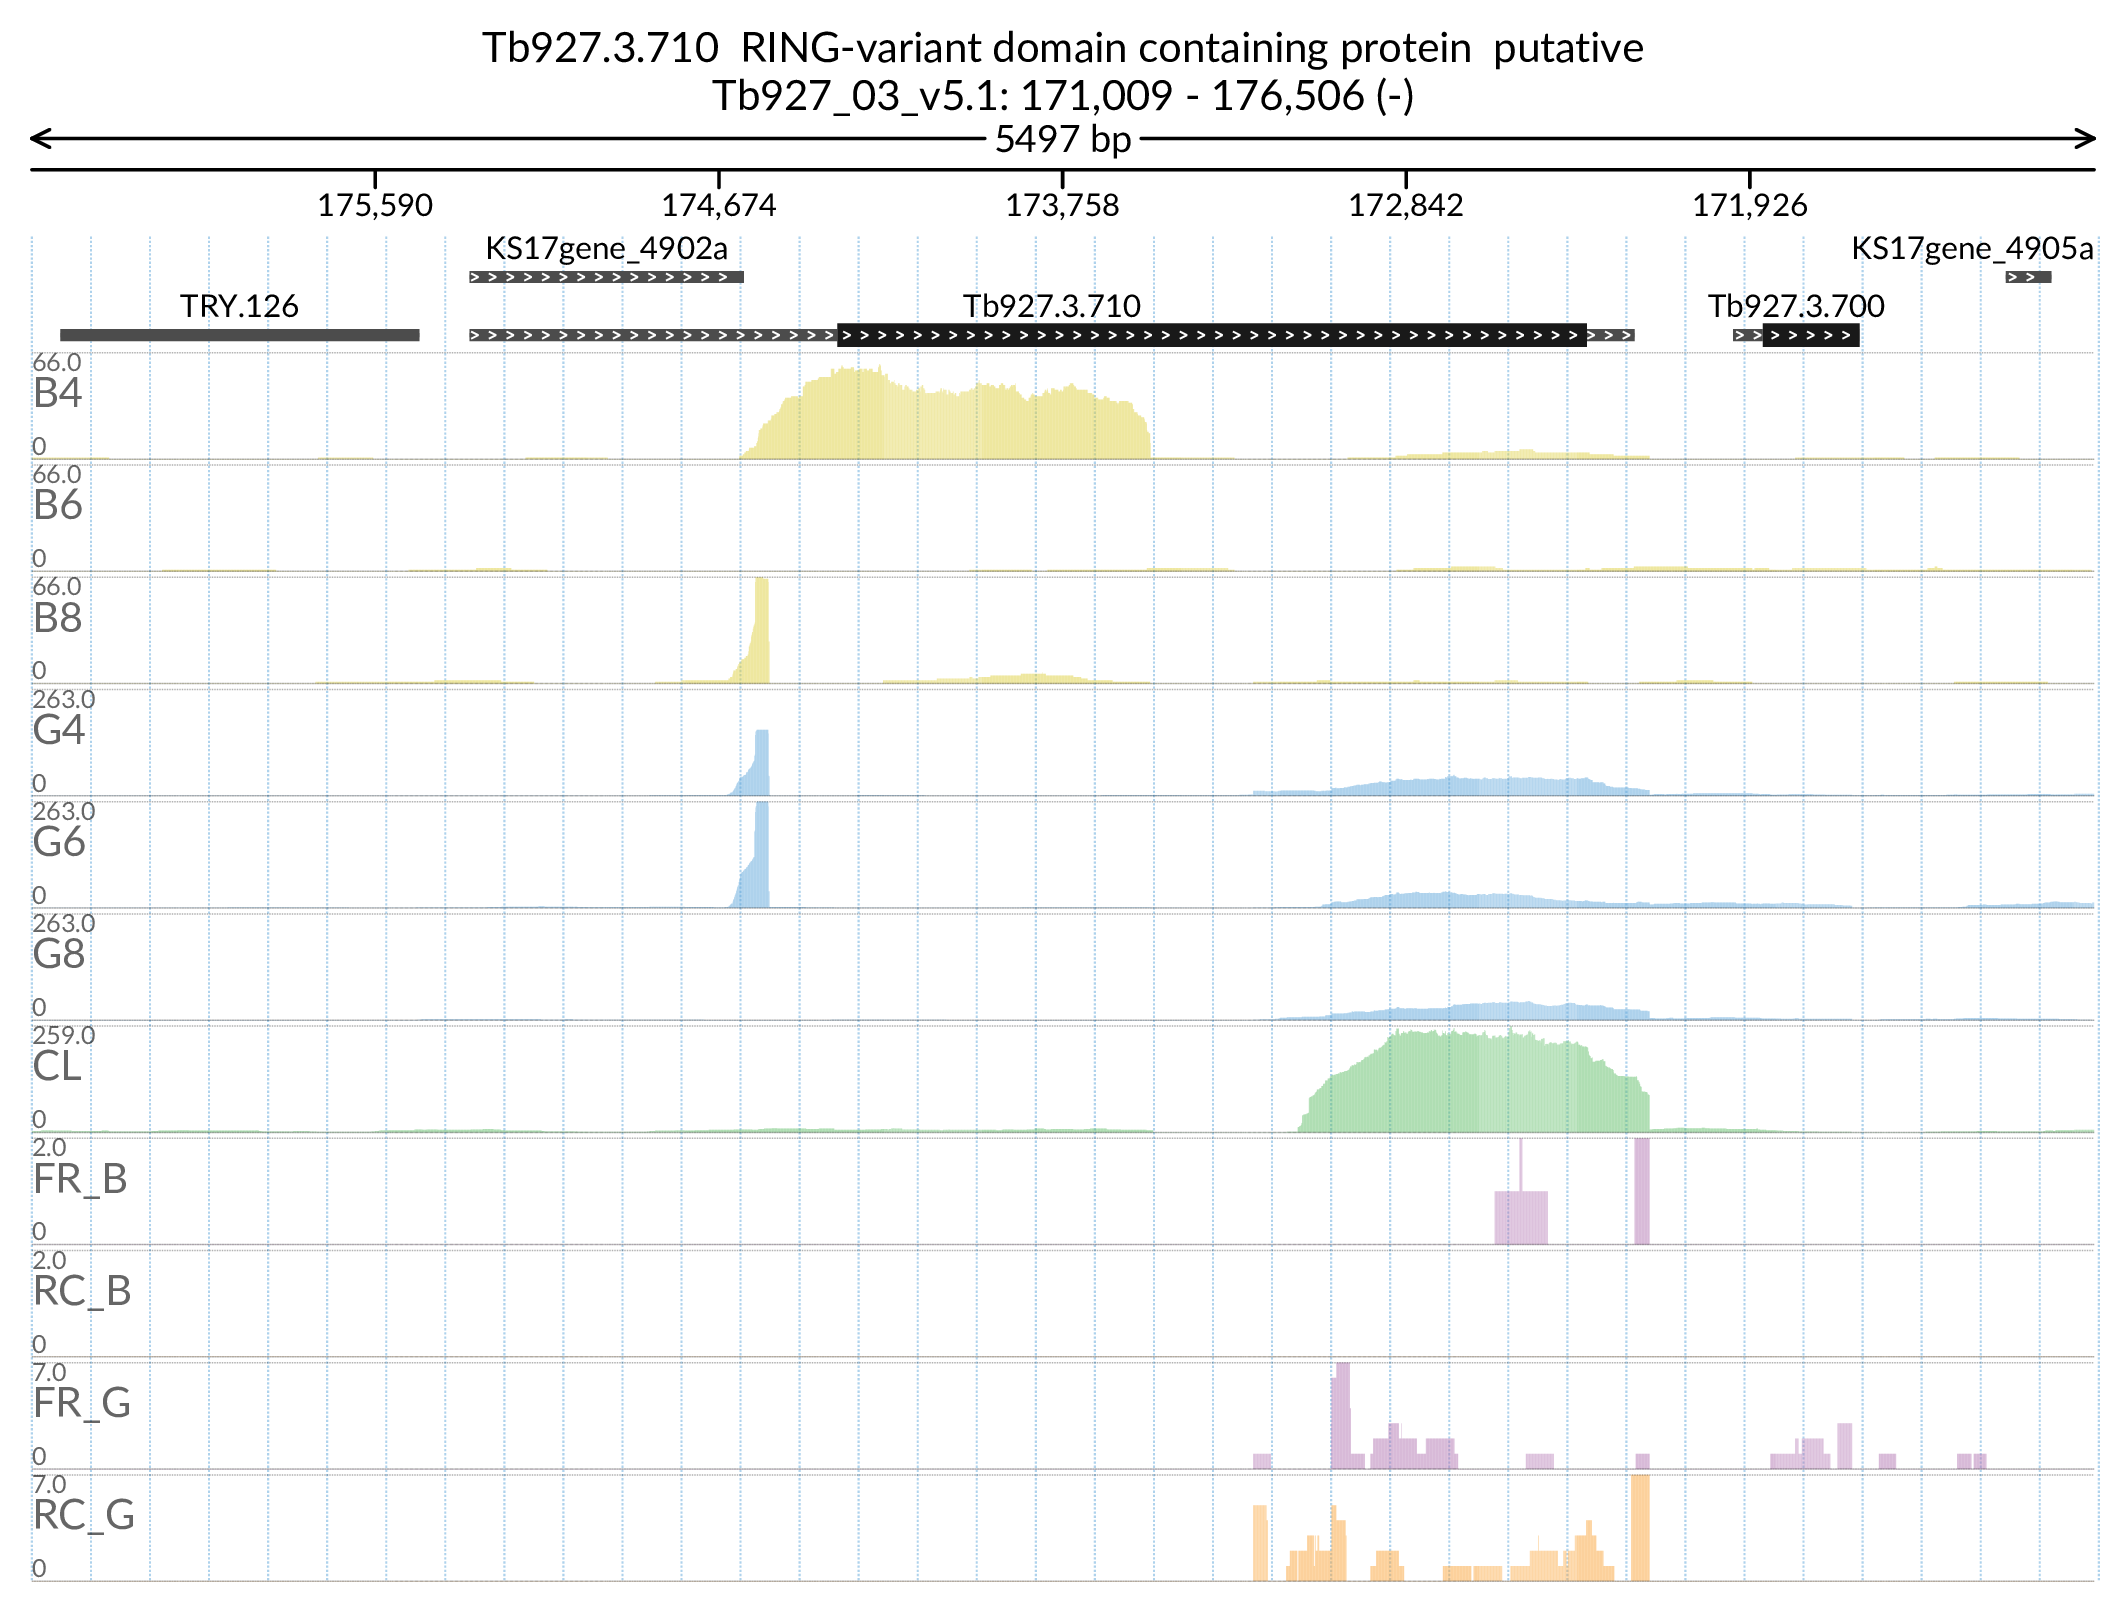 Tb927.3.710  RING-variant domain containing protein  putative
Tb927_03_v5.1: 171,009 - 176,506 (-)
5497 bp
175,590 174,674 173,758 172,842 171,926
KS17gene_4902a KS17gene_4905a
TRY.126 Tb927.3.710 Tb927.3.700
66.0
B4
0
66.0
B6
0
66.0
B8
0
263.0
G4
0
263.0
G6
0
263.0
G8
0
259.0
CL
0
2.0
FR_B
0
2.0
RC_B
0
7.0
FR_G
0
7.0
RC_G
0